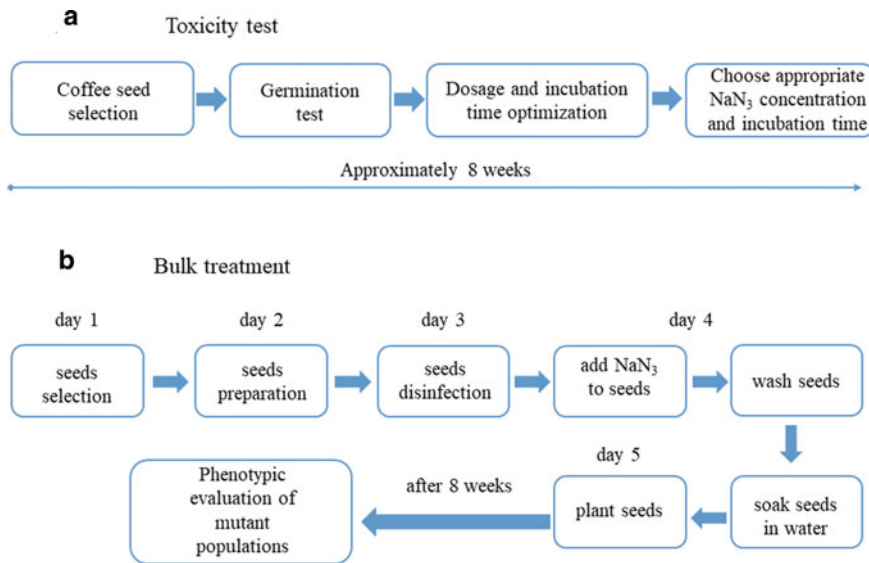 a
Toxicity test
Coffee seed
selection
Germination
test
Dosage and incubation
time optimization
Choose appropriate
NaN₃ concentration
and incubation time
Approximately 8 weeks
b
Bulk treatment
day 1
day 2
day 3
day 4
seeds
selection
seeds
preparation
seeds
disinfection
add NaN₃
to seeds
wash seeds
soak seeds
in water
day 5
plant seeds
after 8 weeks
Phenotypic
evaluation of
mutant
populations